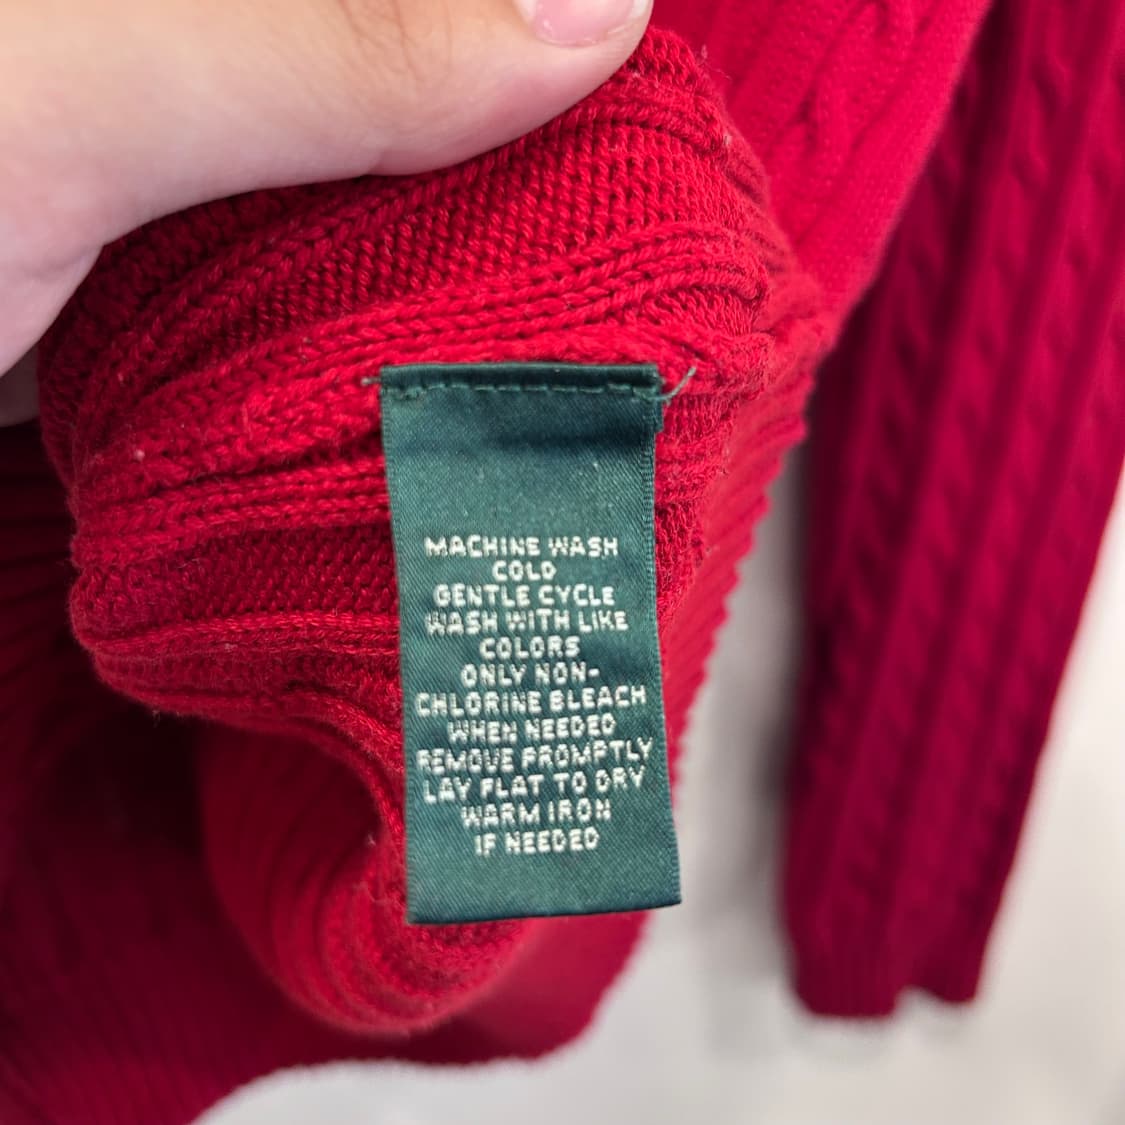 MACHINE WASH
COLD
GENTLE CYCLE
WASH WITH LIKE
COLORS
ONLY NON-
CHLORINE BLEACH
WHEN NEEDED
REMOVE PROMPTLY
LAY FLAT TO DRY
WARM IRON
IF NEEDED